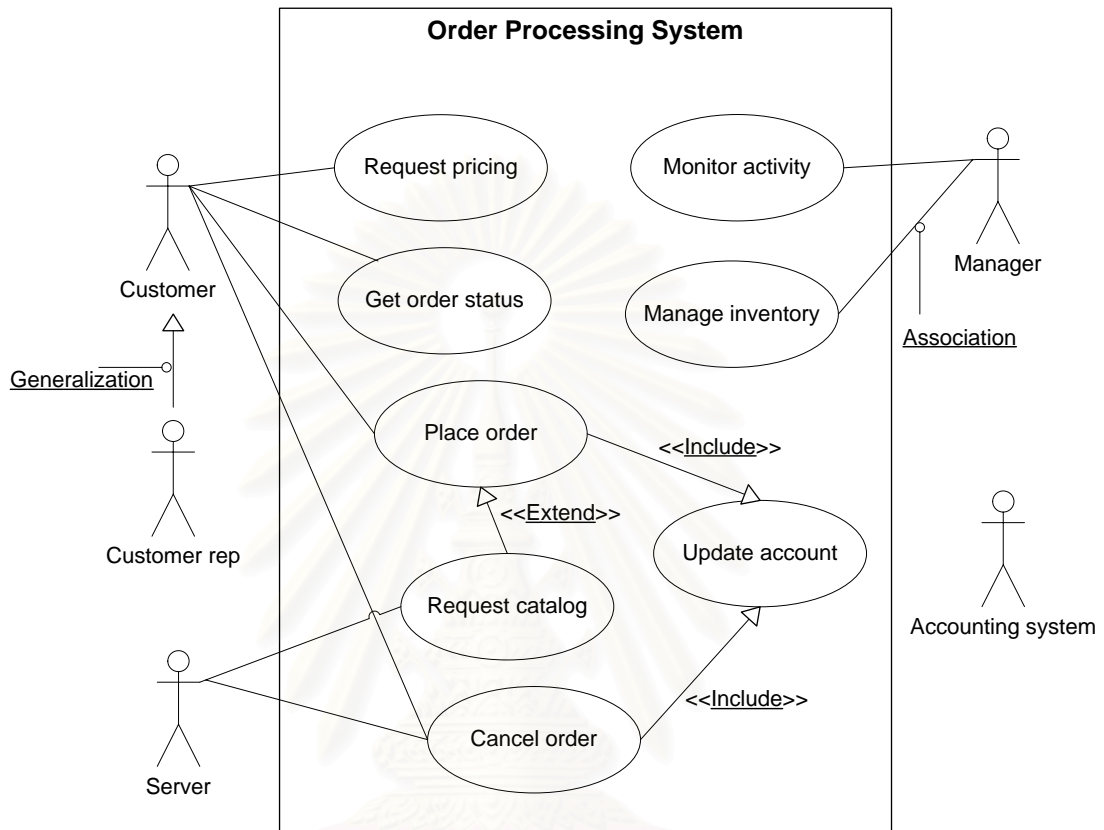 Order Processing System
Request pricing
Monitor activity
Customer
Manager
Get order status
Manage inventory
Association
Generalization
Place order
<<Include>>
<<Extend>>
Customer rep
Update account
Request catalog
Accounting system
<<Include>>
Cancel order
Server